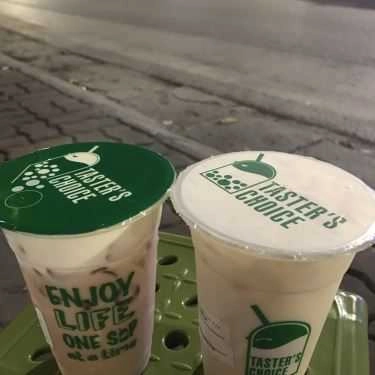 TASTER'S
CHOICE
TASTER'S
CHOICE
ENJOY
LIFE
ONE SIP
at a time
TASTER'S
CHOICE